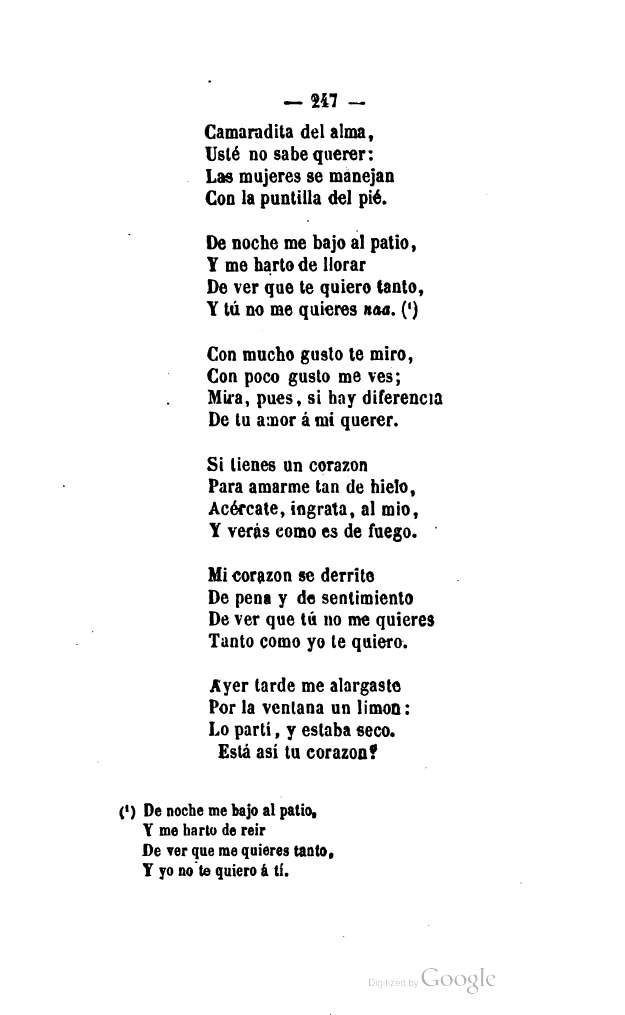 — 247 —
Camaradita del alma,
Usté no sabe querer:
Las mujeres se manejan
Con la puntilla del pié.
De noche me bajo al patio,
Y me harto de llorar
De ver que te quiero tanto,
Y tú no me quieres naa. (¹)
Con mucho gusto te miro,
Con poco gusto me ves;
Mira, pues, si hay diferencia
De tu amor á mi querer.
Si tienes un corazon
Para amarme tan de hielo,
Acércate, ingrata, al mio,
Y verás como es de fuego.
Mi corazon se derrite
De pena y de sentimiento
De ver que tú no me quieres
Tanto como yo te quiero.
Ayer tarde me alargaste
Por la ventana un limon:
Lo partí, y estaba seco.
Está así tu corazon?
(¹) De noche me bajo al patio,
Y me harto de reir
De ver que me quieres tanto,
Y yo no te quiero á tí.
Digitized by Google